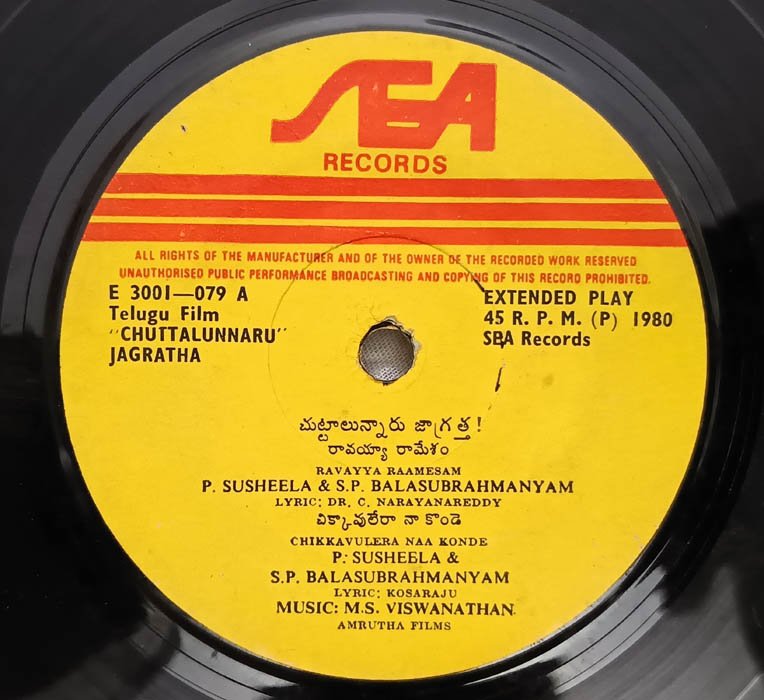 SEA
RECORDS
ALL RIGHTS OF THE MANUFACTURER AND OF THE OWNER OF THE RECORDED WORK RESERVED
UNAUTHORISED PUBLIC PERFORMANCE BROADCASTING AND COPYING OF THIS RECORD PROHIBITED.
E 3001—079 A
Telugu Film
"CHUTTALUNNARU"
JAGRATHA
EXTENDED PLAY
45 R. P. M. (P) 1980
SEA Records
చుట్టాలున్నారు జాగ్రత్త!
రావయ్యా రామేశం
RAVAYYA RAAMESAM
P. SUSHEELA & S.P. BALASUBRAHMANYAM
LYRIC: DR. C. NARAYANAREDDY
చిక్కావులేరా నా కొండె
CHIKKAVULERA NAA KONDE
P. SUSHEELA &
S.P. BALASUBRAHMANYAM
LYRIC: KOSARAJU
MUSIC: M.S. VISWANATHAN
AMRUTHA FILMS